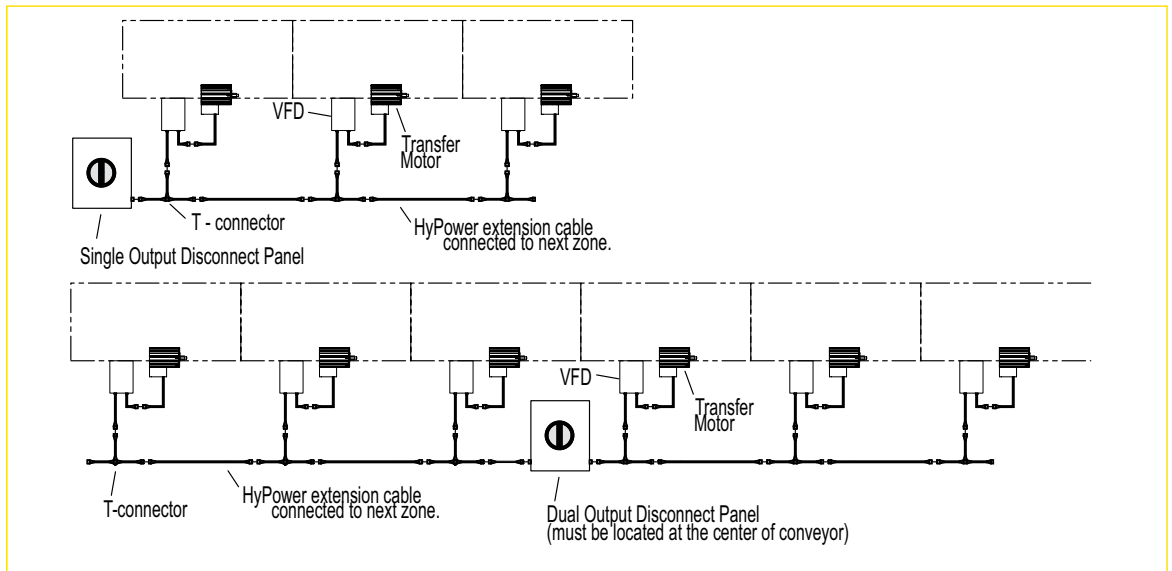 VFD
Transfer
Motor
T - connector
HyPower extension cable
connected to next zone.
Single Output Disconnect Panel
VFD
Transfer
Motor
T-connector
HyPower extension cable
connected to next zone.
Dual Output Disconnect Panel
(must be located at the center of conveyor)